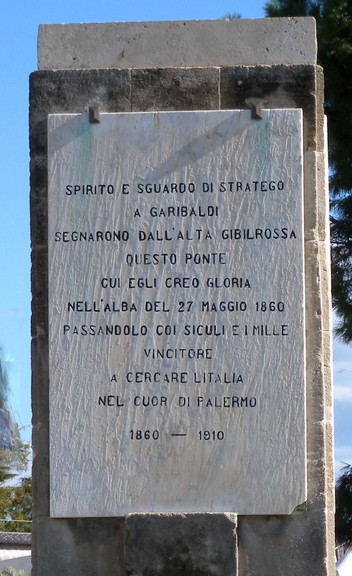 SPIRITO E SGUARDO DI STRATEGO
A GARIBALDI
SEGNARONO DALL'ALTA GIBILROSSA
QUESTO PONTE
CUI EGLI CREO GLORIA
NELL'ALBA DEL 27 MAGGIO 1860
PASSANDOLO COI SICULI E I MILLE
VINCITORE
A CERCARE L'ITALIA
NEL CUOR DI PALERMO
1860 — 1910